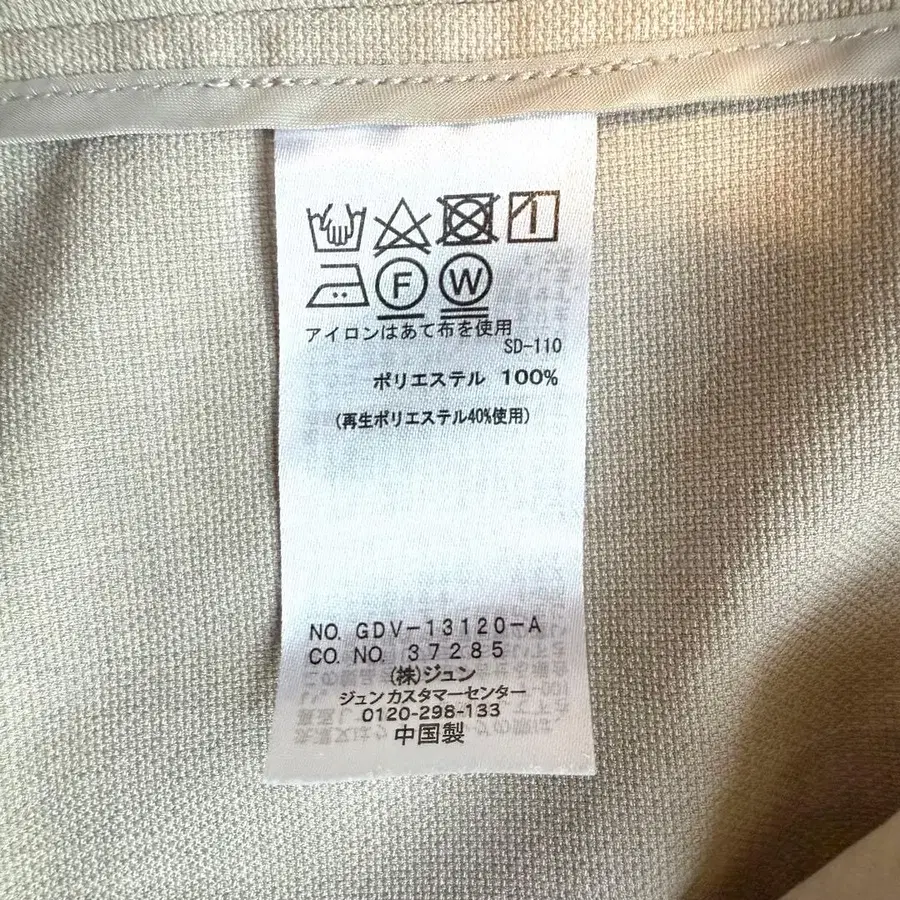 F W
アイロンはあて布を使用
SD-110
ポリエステル 100%
(再生ポリエステル40%使用)
NO. GDV-13120-A
CO. NO. 37285
(株)ジュン
ジュン カスタマーセンター
0120-298-133
中国製